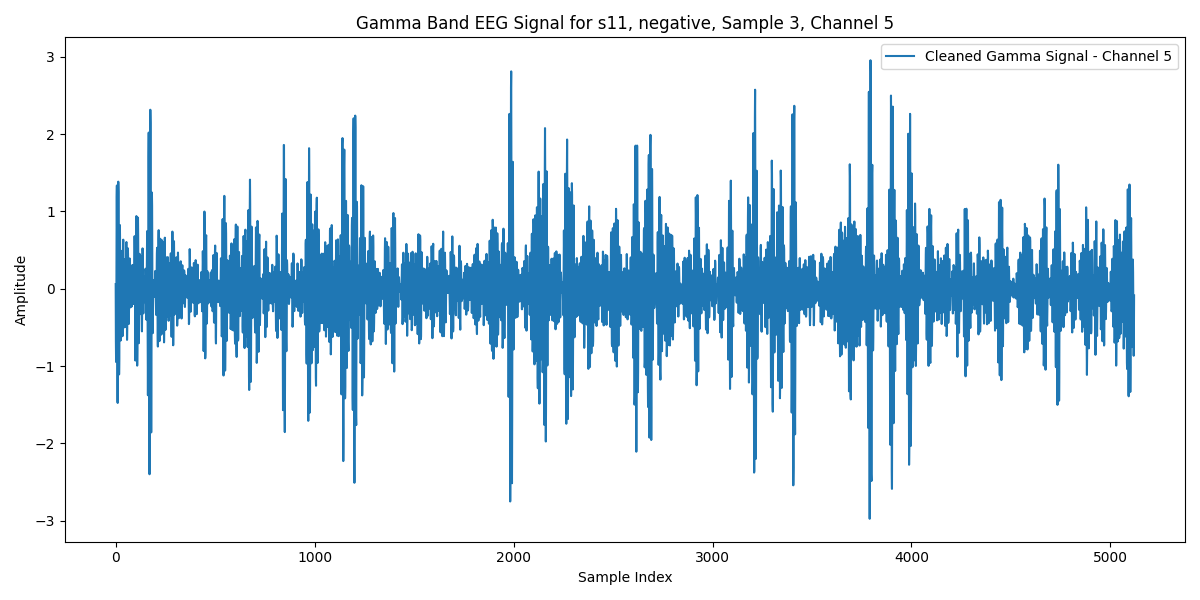 Gamma Band EEG Signal for s11, negative, Sample 3, Channel 5
Cleaned Gamma Signal - Channel 5
3
2
1
0
−1
−2
−3
Amplitude
0 1000 2000 3000 4000 5000
Sample Index